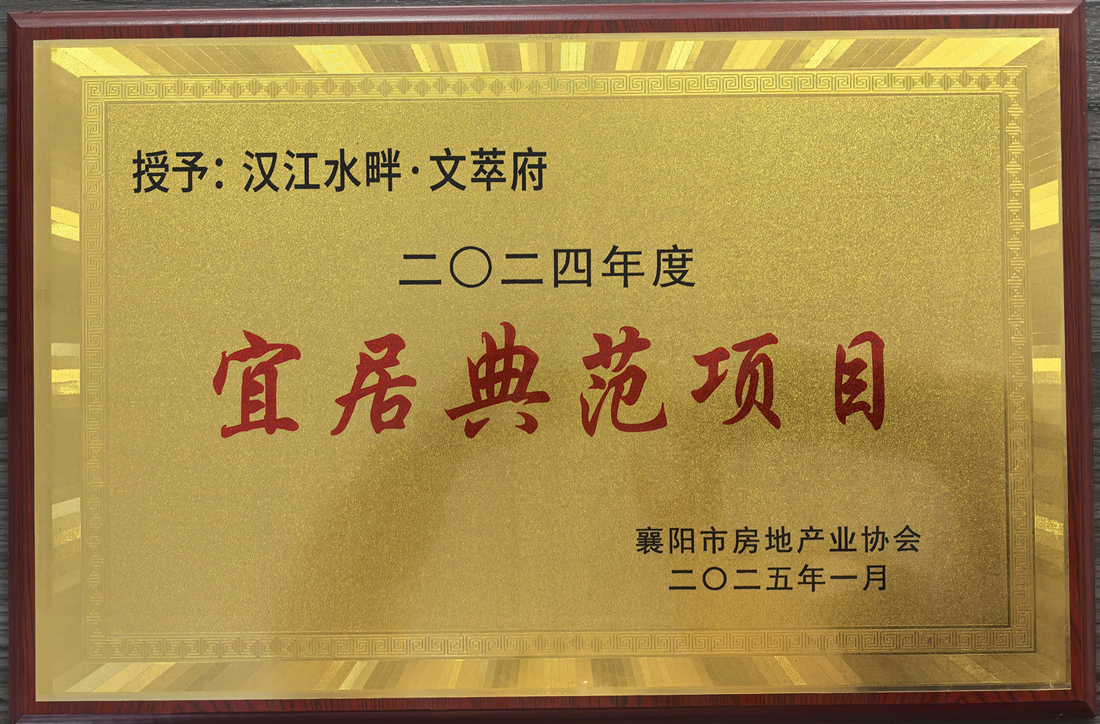 授予：汉江水畔·文萃府
二〇二四年度
宜居典范项目
襄阳市房地产业协会
二〇二五年一月